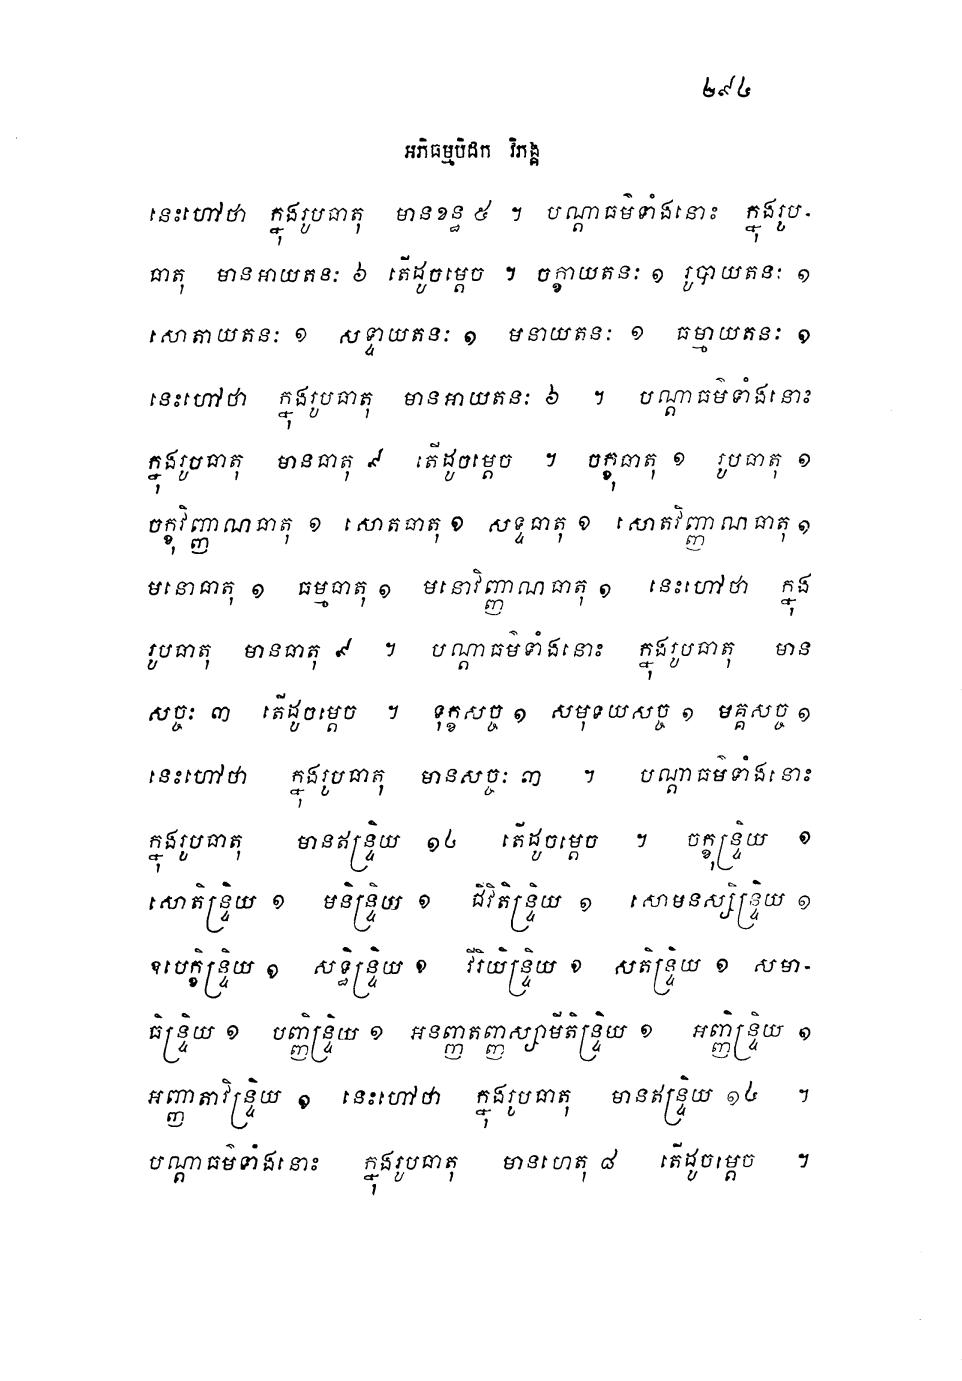 ២៩៤
អភិធម្មបិដក វិភង្គ
នេះហៅថា ក្នុងរូបធាតុ មានខន្ធ ៥ ។ បណ្ដាធម៌ទាំងនោះ ក្នុងរូប-
ធាតុ មានអាយតនៈ ៦ តើដូចម្ដេច ។ ចក្ខាយតនៈ ១ រូបាយតនៈ ១
សោតាយតនៈ ១ សទ្ទាយតនៈ ១ មនាយតនៈ ១ ធម្មាយតនៈ ១
នេះហៅថា ក្នុងរូបធាតុ មានអាយតនៈ ៦ ។ បណ្ដាធម៌ទាំងនោះ
ក្នុងរូបធាតុ មានធាតុ ៩ តើដូចម្ដេច ។ ចក្ខុធាតុ ១ រូបធាតុ ១
ចក្ខុវិញ្ញាណធាតុ ១ សោតធាតុ ១ សទ្ទធាតុ ១ សោតវិញ្ញាណធាតុ ១
មនោធាតុ ១ ធម្មធាតុ ១ មនោវិញ្ញាណធាតុ ១ នេះហៅថា ក្នុង
រូបធាតុ មានធាតុ ៩ ។ បណ្ដាធម៌ទាំងនោះ ក្នុងរូបធាតុ មាន
សច្ចៈ ៣ តើដូចម្ដេច ។ ទុក្ខសច្ច ១ សមុទយសច្ច ១ មគ្គសច្ច ១
នេះហៅថា ក្នុងរូបធាតុ មានសច្ចៈ ៣ ។ បណ្ដាធម៌ទាំងនោះ
ក្នុងរូបធាតុ មានឥន្ទ្រិយ ១៤ តើដូចម្ដេច ។ ចក្ខុន្ទ្រិយ ១
សោតិន្ទ្រិយ ១ មនិន្ទ្រិយ ១ ជីវិតិន្ទ្រិយ ១ សោមនស្សិន្ទ្រិយ ១
ឧបេក្ខិន្ទ្រិយ ១ សទ្ធិន្ទ្រិយ ១ វីរិយិន្ទ្រិយ ១ សតិន្ទ្រិយ ១ សមា-
ធិន្ទ្រិយ ១ បញ្ញិន្ទ្រិយ ១ អនញ្ញតញ្ញស្សាមីតិន្ទ្រិយ ១ អញ្ញិន្ទ្រិយ ១
អញ្ញាតាវិន្ទ្រិយ ១ នេះហៅថា ក្នុងរូបធាតុ មានឥន្ទ្រិយ ១៤ ។
បណ្ដាធម៌ទាំងនោះ ក្នុងរូបធាតុ មានហេតុ ៨ តើដូចម្ដេច ។